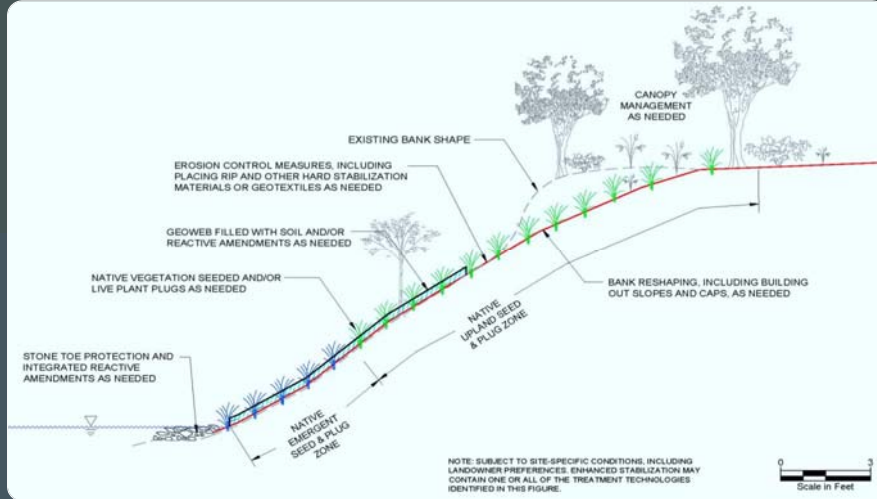 CANOPY
MANAGEMENT
AS NEEDED
EXISTING BANK SHAPE
EROSION CONTROL MEASURES, INCLUDING
PLACING RIP AND OTHER HARD STABILIZATION
MATERIALS OR GEOTEXTILES AS NEEDED
GEOWEB FILLED WITH SOIL AND/OR
REACTIVE AMENDMENTS AS NEEDED
NATIVE VEGETATION SEEDED AND/OR
LIVE PLANT PLUGS AS NEEDED
BANK RESHAPING, INCLUDING BUILDING
OUT SLOPES AND CAPS, AS NEEDED
NATIVE
UPLAND SEED
& PLUG ZONE
STONE TOE PROTECTION AND
INTEGRATED REACTIVE
AMENDMENTS AS NEEDED
NATIVE
EMERGENT
SEED & PLUG
ZONE
NOTE: SUBJECT TO SITE-SPECIFIC CONDITIONS, INCLUDING
LANDOWNER PREFERENCES. ENHANCED STABILIZATION MAY
CONTAIN ONE OR ALL OF THE TREATMENT TECHNOLOGIES
IDENTIFIED IN THIS FIGURE.
0 3
Scale in Feet